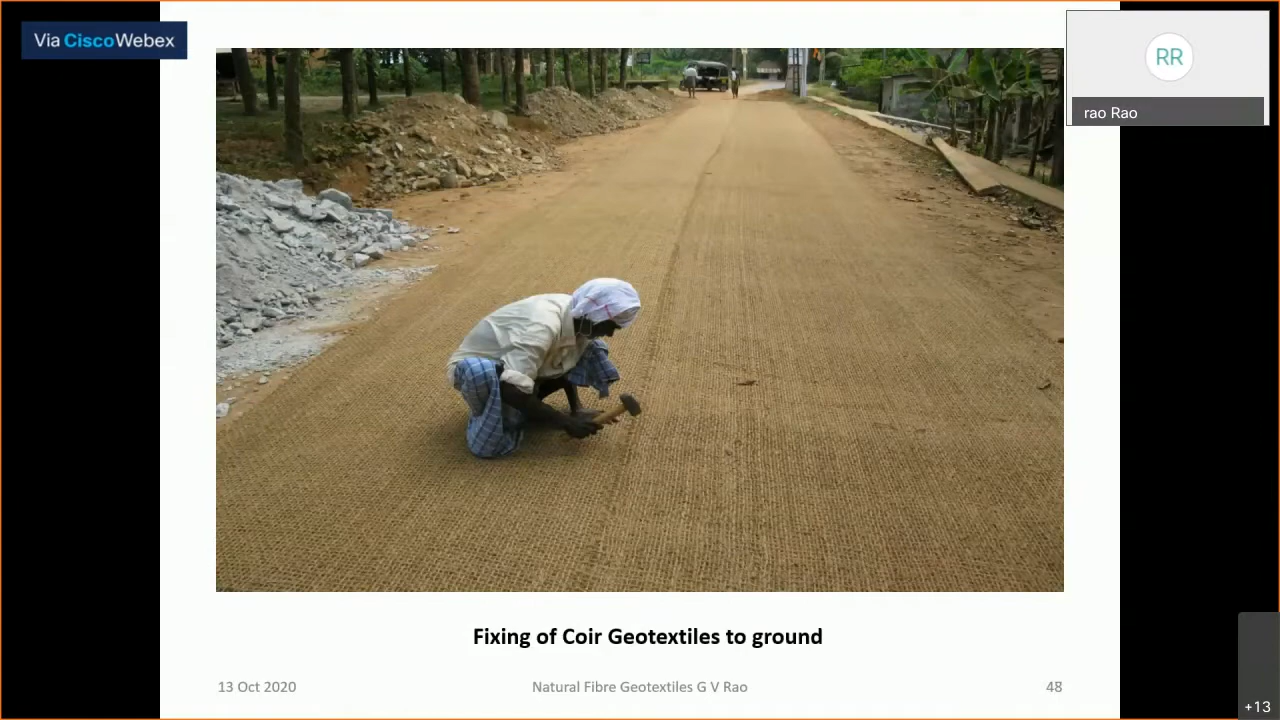 Via CiscoWebex
RR
rao Rao
Fixing of Coir Geotextiles to ground
13 Oct 2020
Natural Fibre Geotextiles G V Rao
48
+13